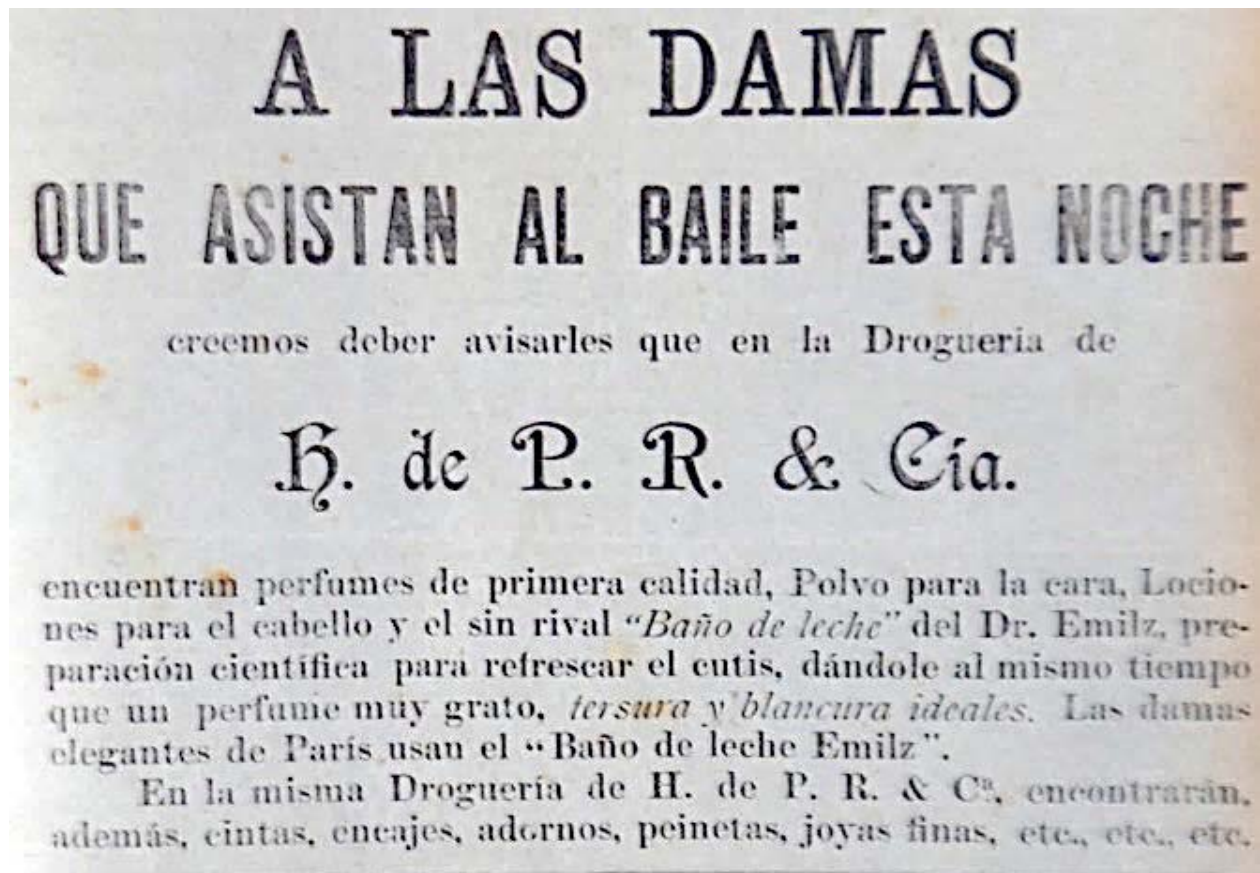 A LAS DAMAS
QUE ASISTAN AL BAILE ESTA NOCHE
creemos deber avisarles que en la Droguería de
H. de P. R. & Cía.
encuentran perfumes de primera calidad, Polvo para la cara, Locio-
nes para el cabello y el sin rival “Baño de leche” del Dr. Emilz, pre-
paración científica para refrescar el cutis, dándole al mismo tiempo
que un perfume muy grato, tersura y blancura ideales. Las damas
elegantes de París usan el “Baño de leche Emilz”.
En la misma Droguería de H. de P. R. & Cª. encontrarán,
además, cintas, encajes, adornos, peinetas, joyas finas, etc., etc., etc.